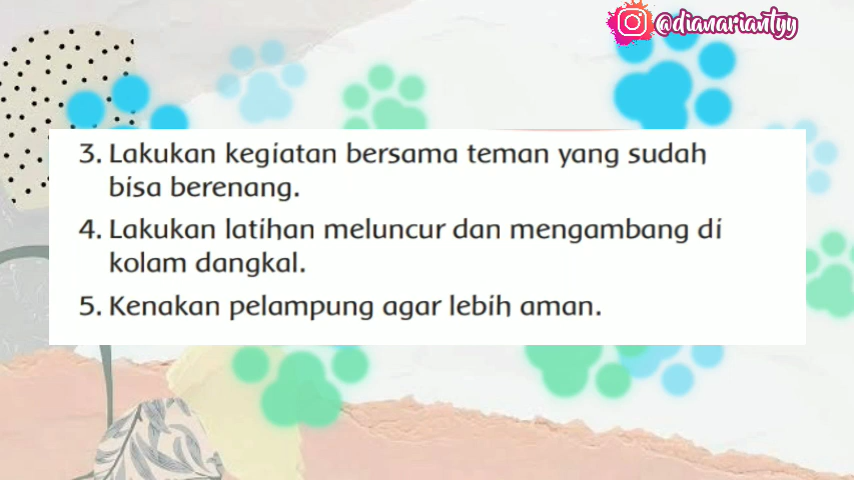 @dianariantyy
3. Lakukan kegiatan bersama teman yang sudah
bisa berenang.
4. Lakukan latihan meluncur dan mengambang di
kolam dangkal.
5. Kenakan pelampung agar lebih aman.